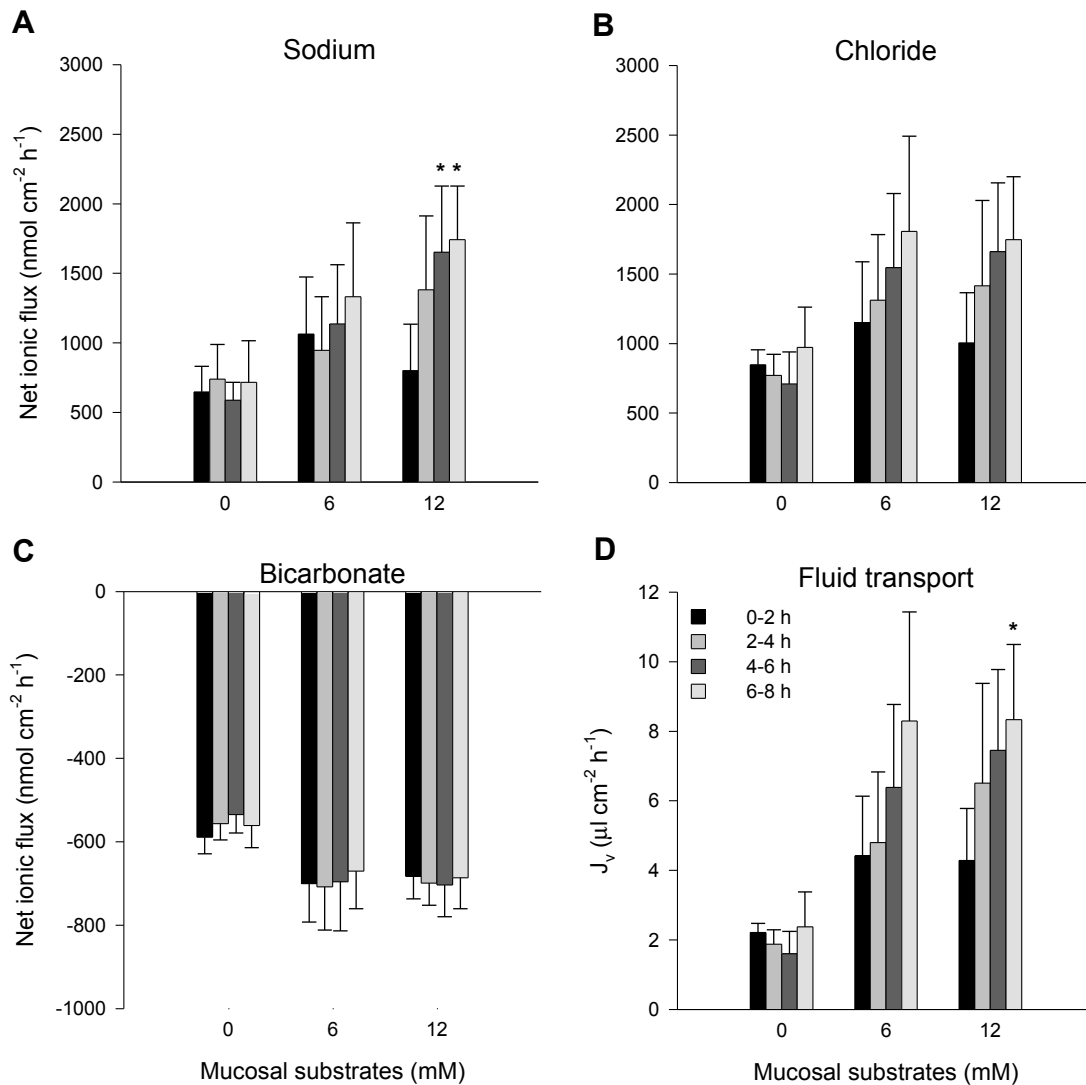 A
Sodium
3000
2500
2000
1500
1000
500
0
Net ionic flux (nmol cm-2 h-1)
* *
0 6 12
B
Chloride
3000
2500
2000
1500
1000
500
0
0 6 12
C
Bicarbonate
0
-200
-400
-600
-800
-1000
Net ionic flux (nmol cm-2 h-1)
0 6 12
Mucosal substrates (mM)
D
Fluid transport
12
10
8
6
4
2
0
Jv (µl cm-2 h-1)
0-2 h
2-4 h
4-6 h
6-8 h
*
0 6 12
Mucosal substrates (mM)